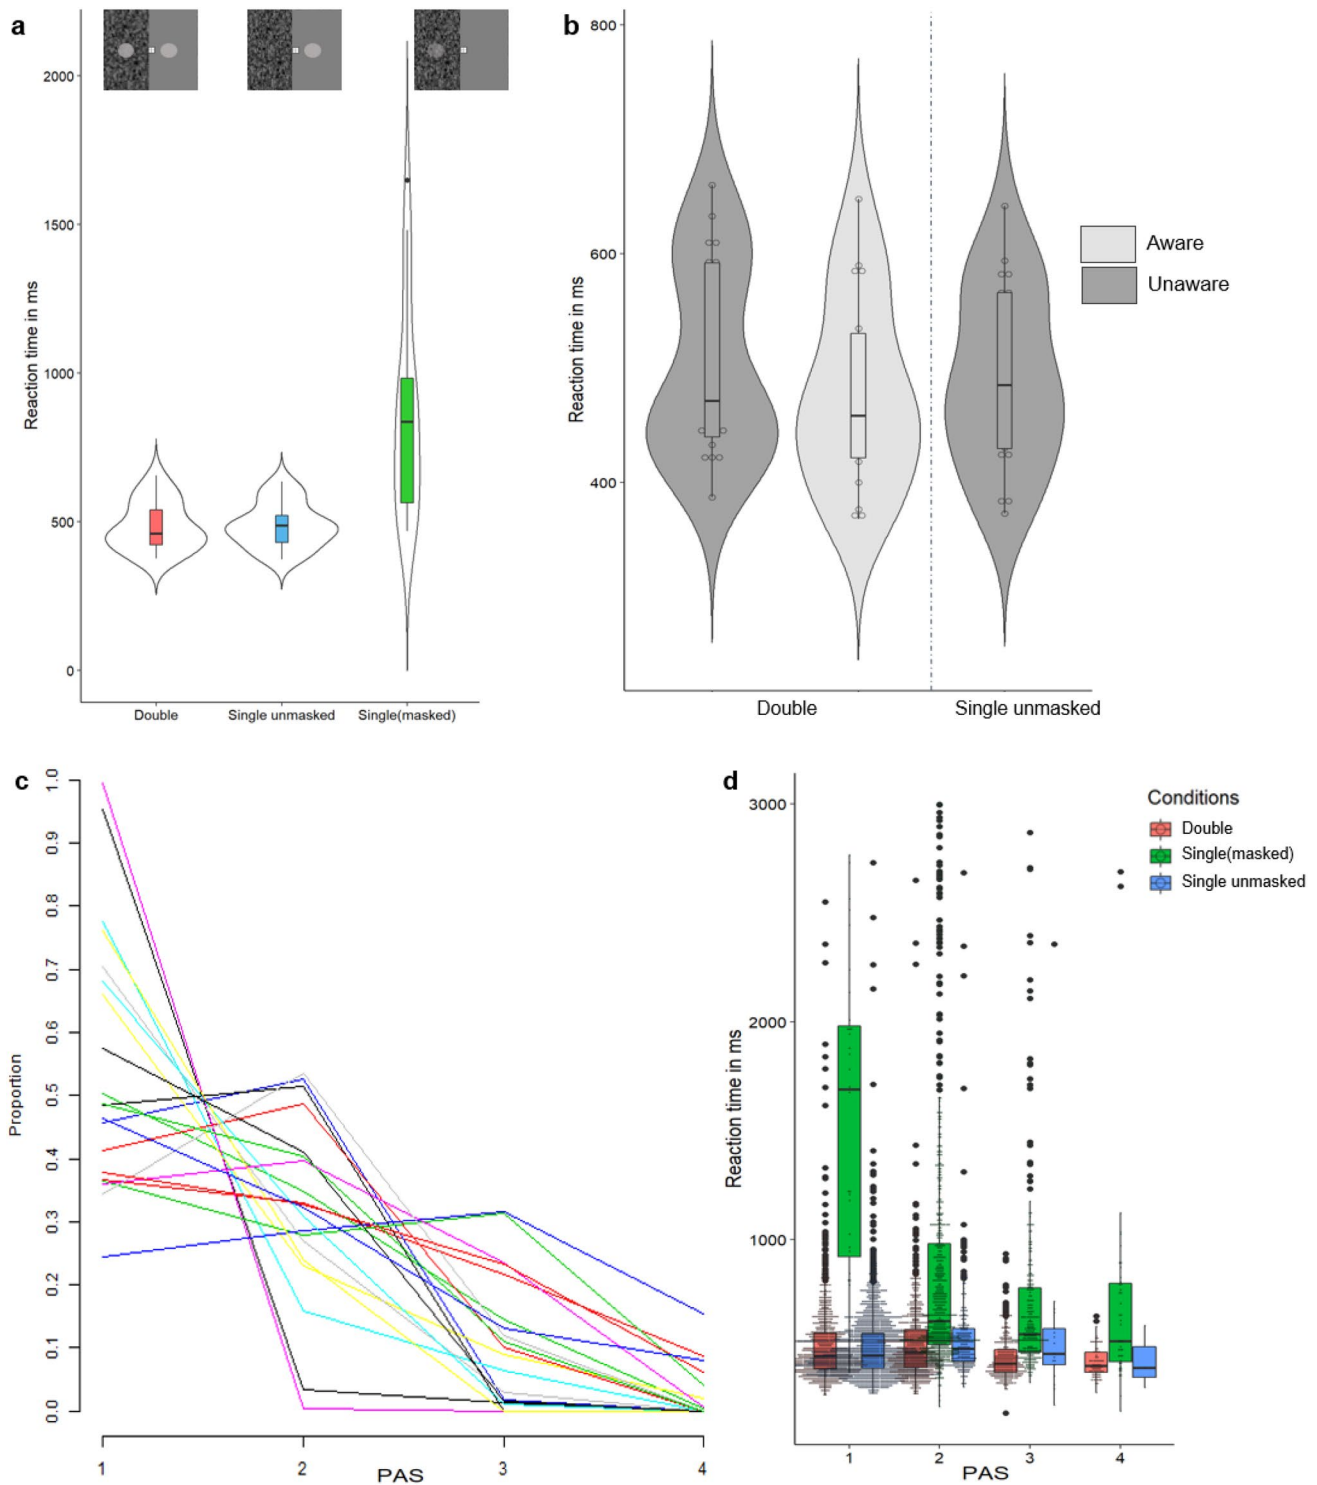 a
2000
1500
1000
500
0
Reaction time in ms
Double
Single unmasked
Single(masked)
b
800
600
400
Reaction time in ms
Double
Single unmasked
Aware
Unaware
c
1.0
0.9
0.8
0.7
0.6
0.5
0.4
0.3
0.2
0.1
0.0
Proportion
1
2
3
4
PAS
d
3000
2000
1000
Reaction time in ms
1
2
3
4
PAS
Conditions
Double
Single(masked)
Single unmasked